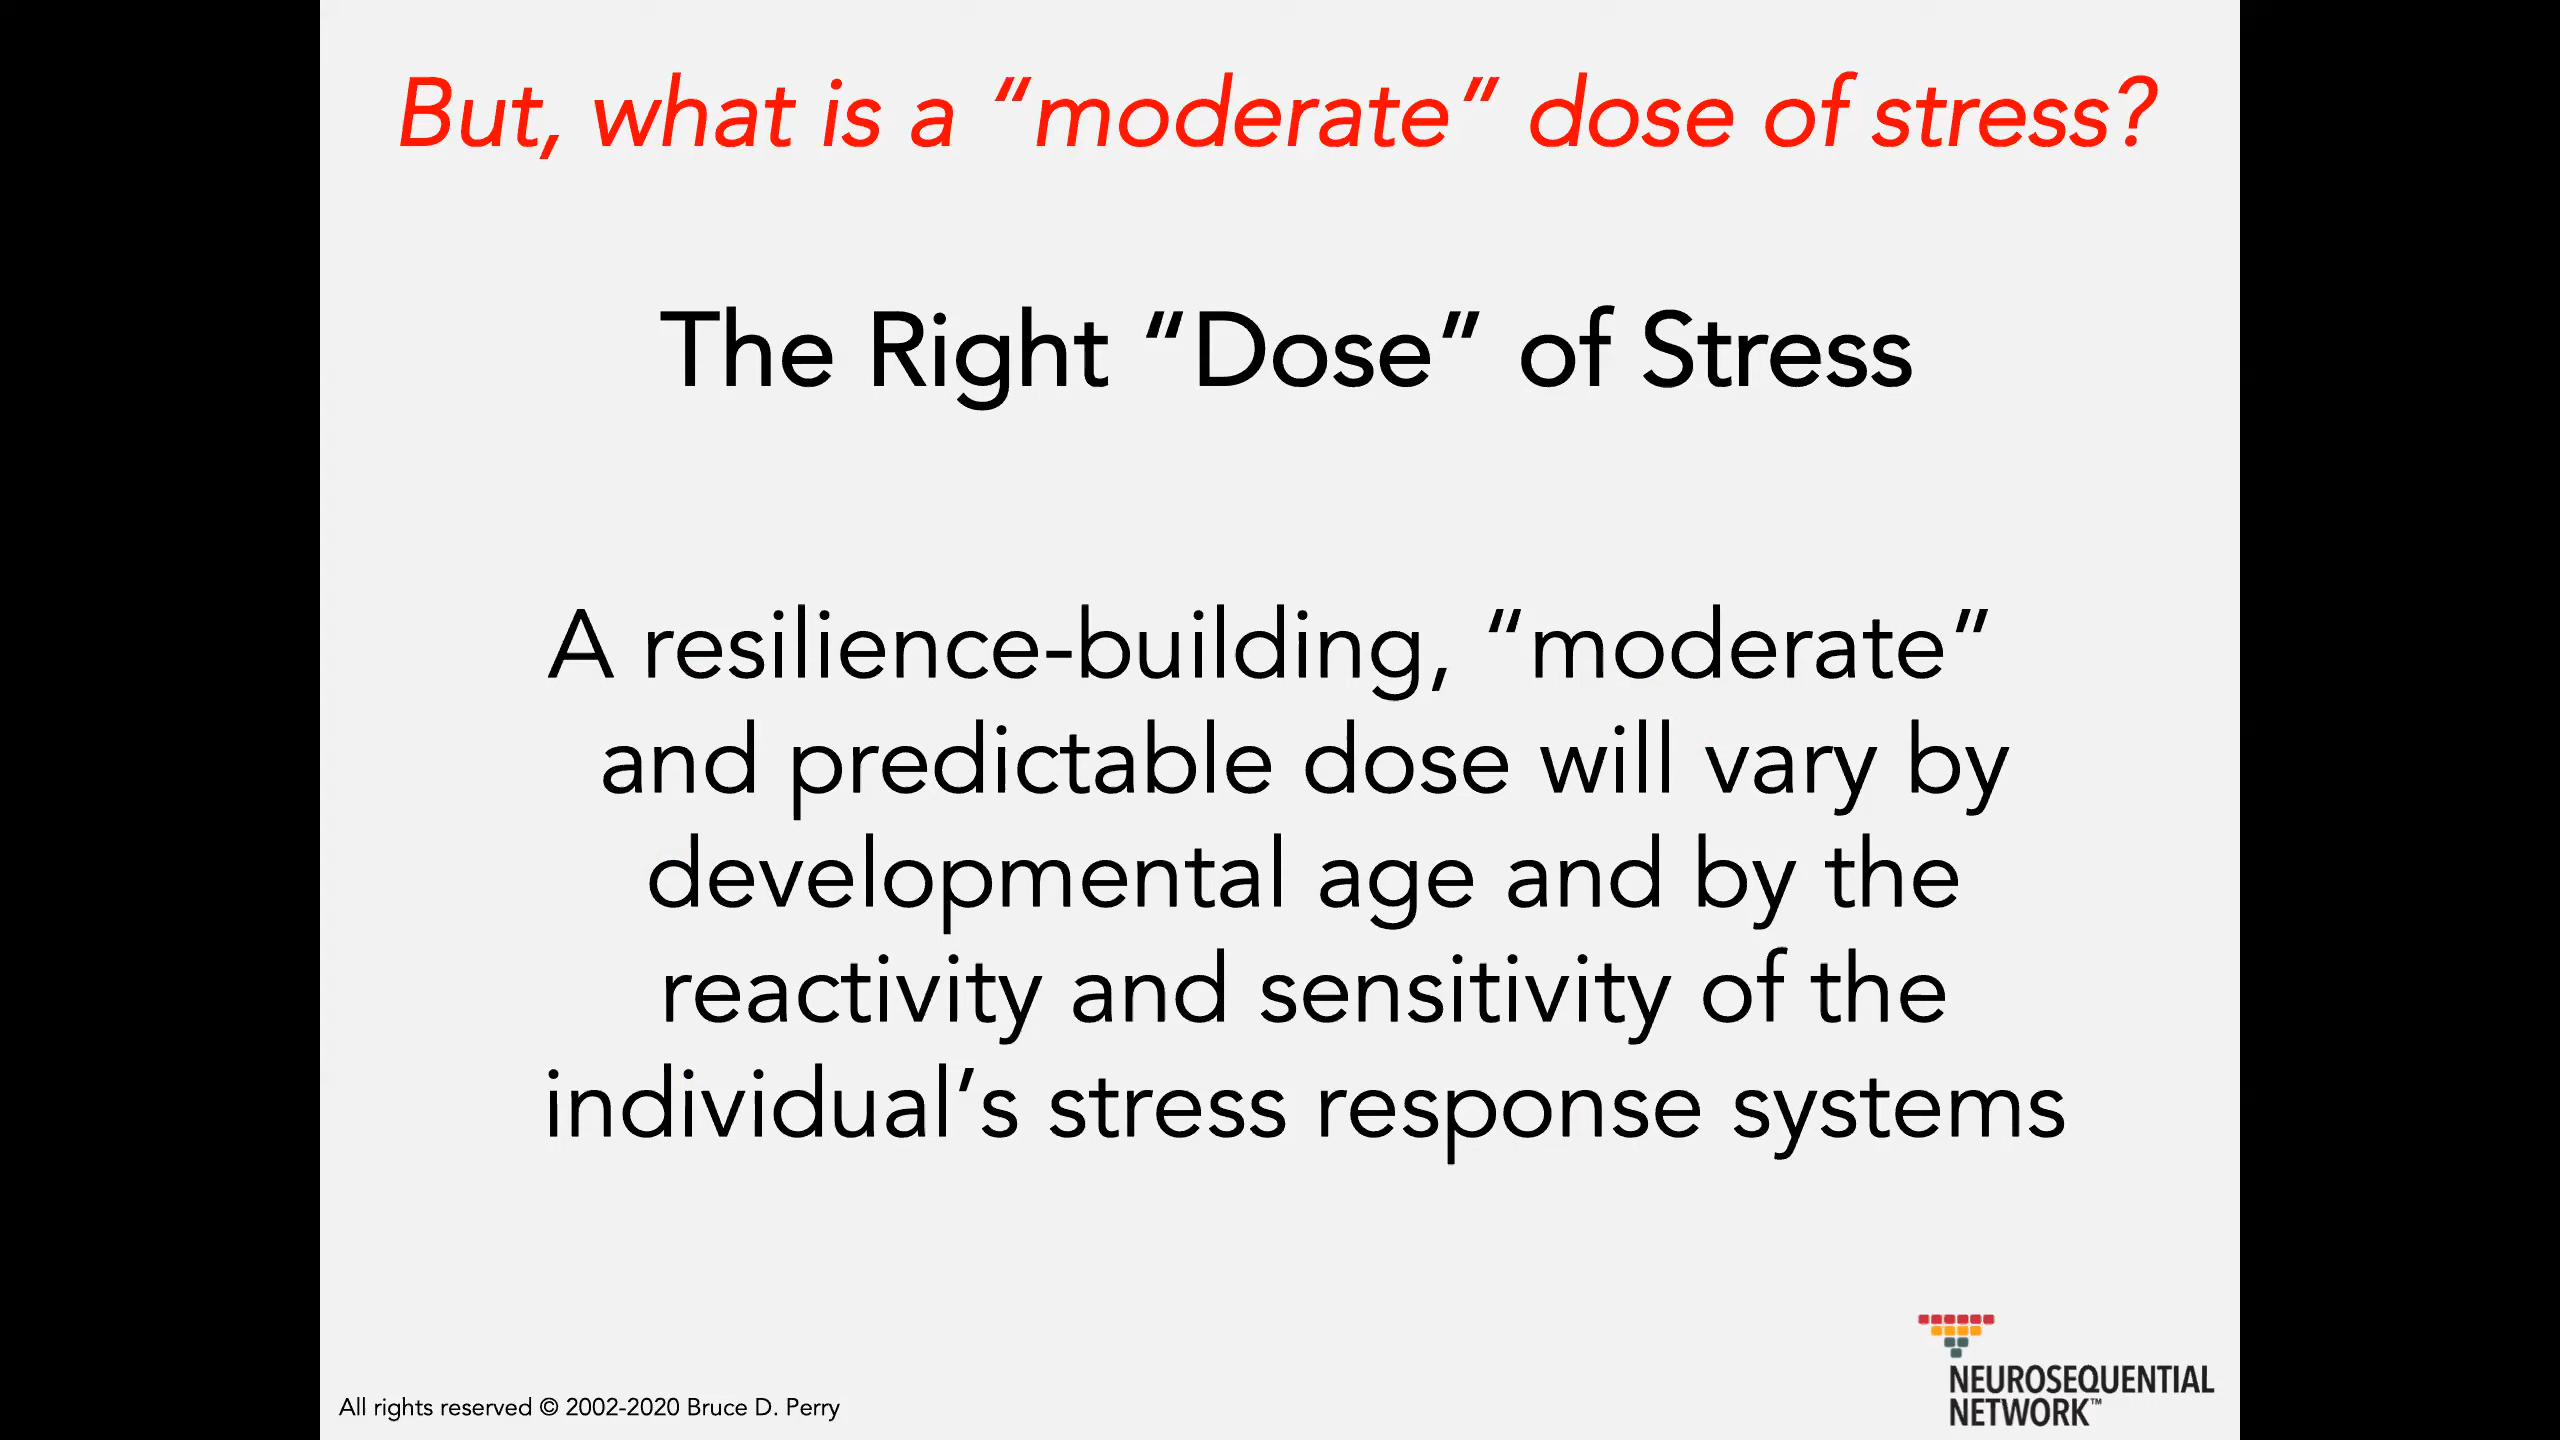 But, what is a “moderate” dose of stress?
The Right “Dose” of Stress
A resilience-building, “moderate”
and predictable dose will vary by
developmental age and by the
reactivity and sensitivity of the
individual’s stress response systems
All rights reserved © 2002-2020 Bruce D. Perry
NEUROSEQUENTIAL
NETWORK™